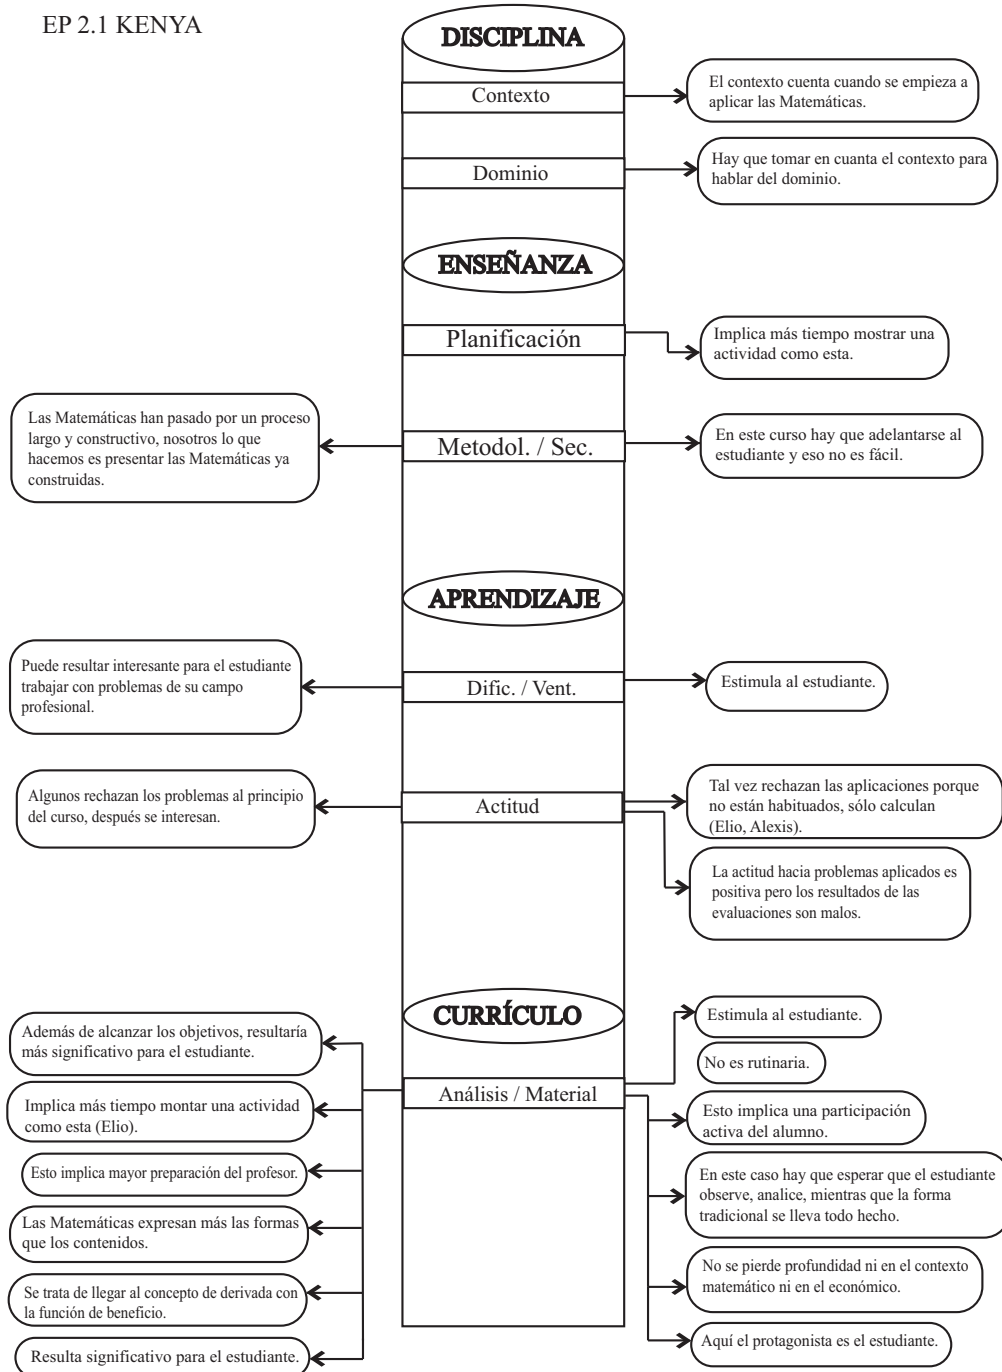 EP 2.1 KENYA
DISCIPLINA
Contexto
El contexto cuenta cuando se empieza a
aplicar las Matemáticas.
Dominio
Hay que tomar en cuenta el contexto para
hablar del dominio.
ENSEÑANZA
Planificación
Implica más tiempo mostrar una
actividad como esta.
Las Matemáticas han pasado por un proceso
largo y constructivo, nosotros lo que
hacemos es presentar las Matemáticas ya
construidas.
Metodol. / Sec.
En este curso hay que adelantarse al
estudiante y eso no es fácil.
APRENDIZAJE
Puede resultar interesante para el estudiante
trabajar con problemas de su campo
profesional.
Dific. / Vent.
Estimula al estudiante.
Algunos rechazan los problemas al principio
del curso, después se interesan.
Actitud
Tal vez rechazan las aplicaciones porque
no están habituados, sólo calculan
(Elio, Alexis).
La actitud hacia problemas aplicados es
positiva pero los resultados de las
evaluaciones son malos.
CURRÍCULO
Además de alcanzar los objetivos, resultaría
más significativo para el estudiante.
Implica más tiempo montar una actividad
como esta (Elio).
Esto implica mayor preparación del profesor.
Las Matemáticas expresan más las formas
que los contenidos.
Se trata de llegar al concepto de derivada con
la función de beneficio.
Resulta significativo para el estudiante.
Análisis / Material
Estimula al estudiante.
No es rutinaria.
Esto implica una participación
activa del alumno.
En este caso hay que esperar que el estudiante
observe, analice, mientras que la forma
tradicional se lleva todo hecho.
No se pierde profundidad ni en el contexto
matemático ni en el económico.
Aquí el protagonista es el estudiante.